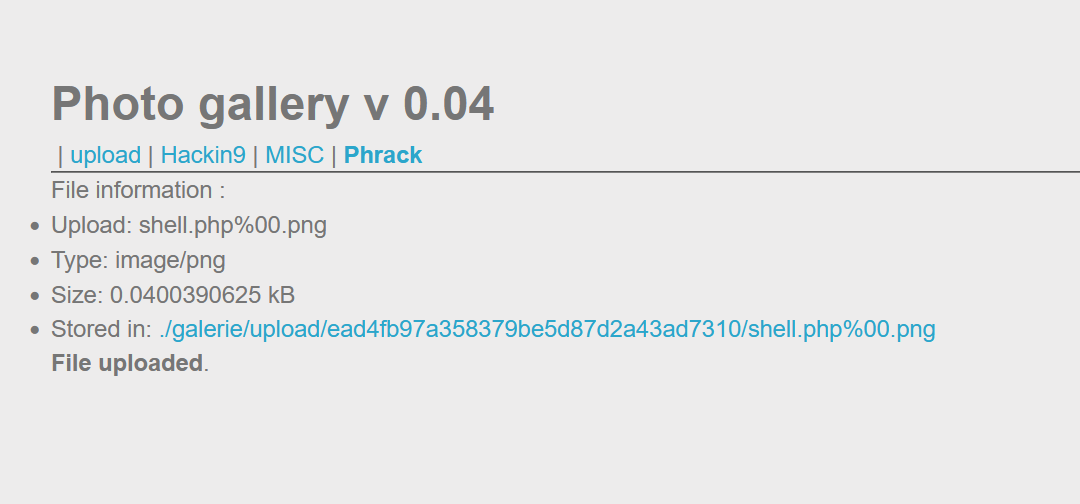 Photo gallery v 0.04
| upload | Hackin9 | MISC | Phrack
File information :
• Upload: shell.php%00.png
• Type: image/png
• Size: 0.0400390625 kB
• Stored in: ./galerie/upload/ead4fb97a358379be5d87d2a43ad7310/shell.php%00.png
File uploaded.